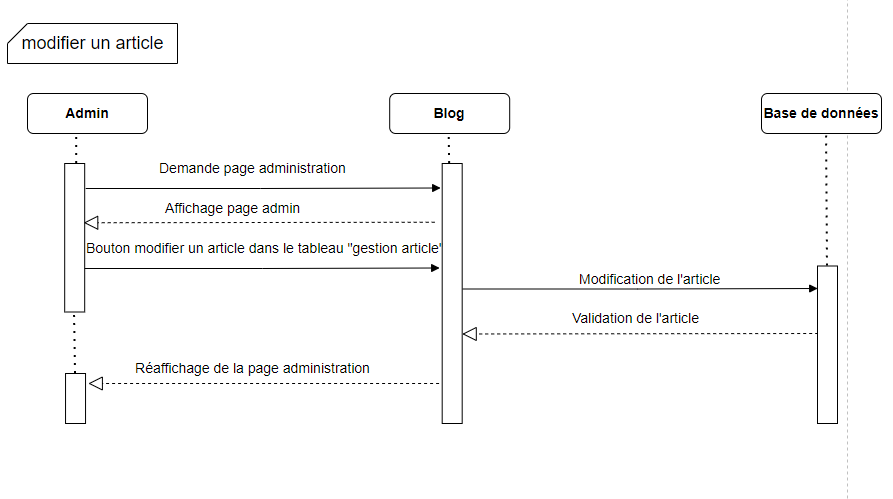 modifier un article
Admin
Blog
Base de données
Demande page administration
Affichage page admin
Bouton modifier un article dans le tableau "gestion article"
Modification de l'article
Validation de l'article
Réaffichage de la page administration